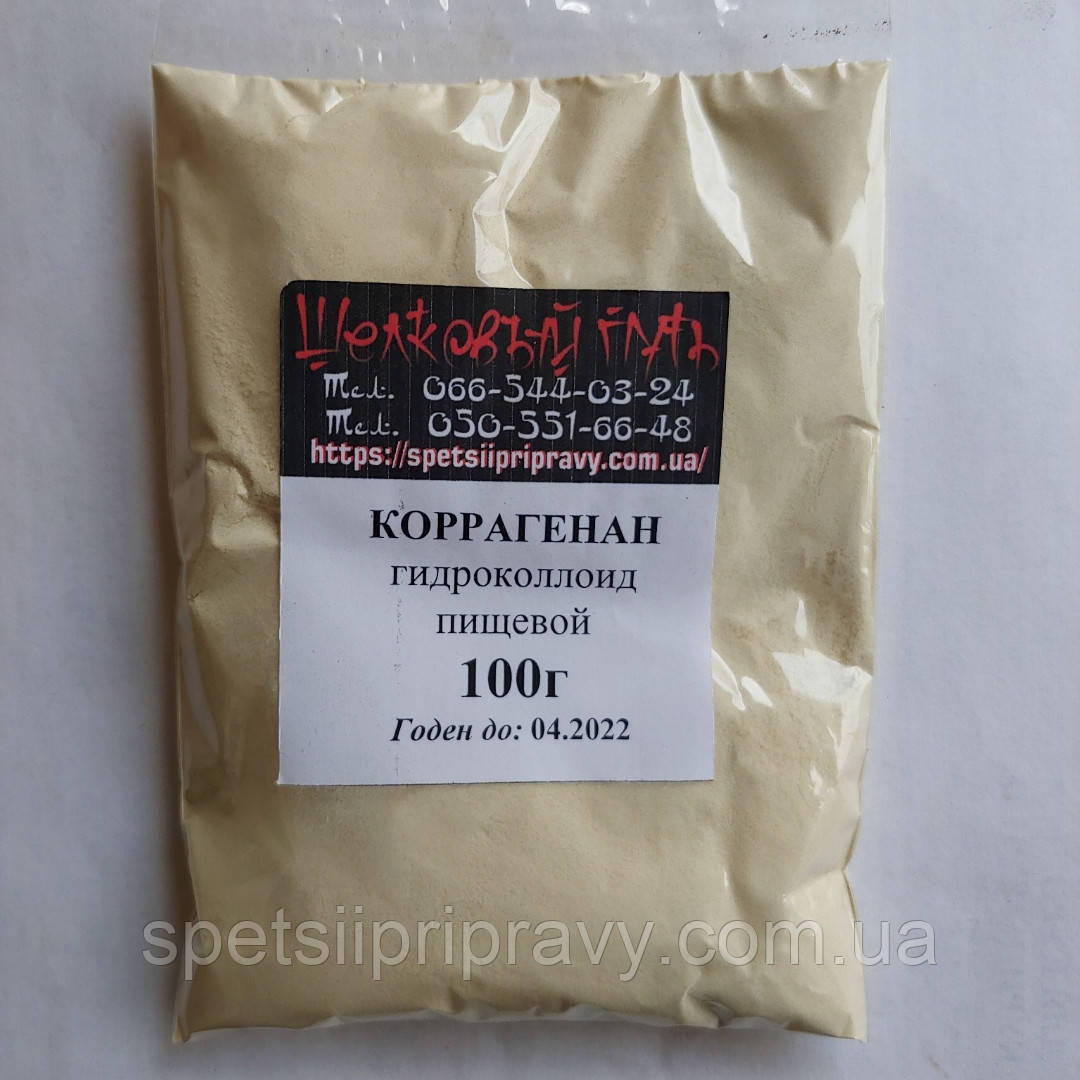 Шелковый Путь
Тел. 066-544-03-24
Тел. 050-551-66-48
https://spetsiipripravy.com.ua/
КОРРАГЕНАН
гидроколлоид
пищевой
100г
Годен до: 04.2022
spetsiipripravy.com.ua